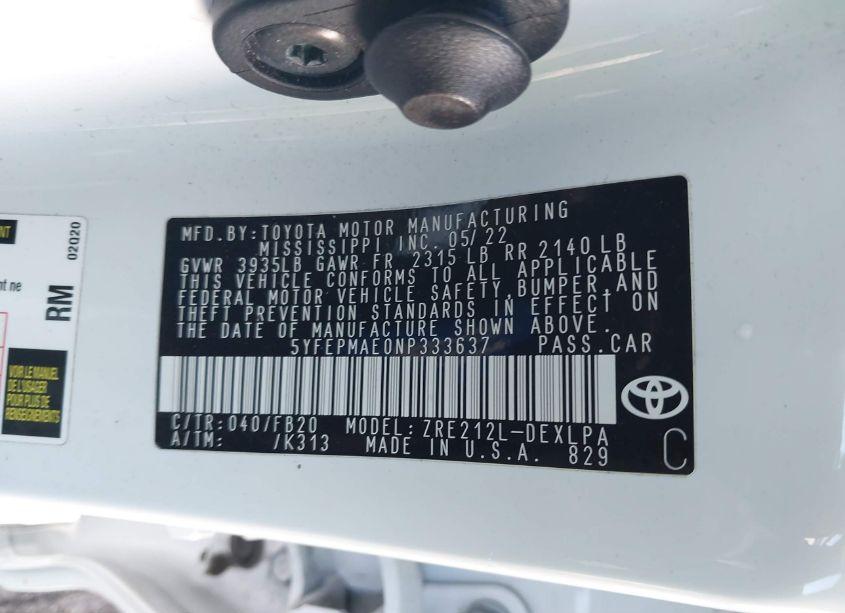 MFD. BY: TOYOTA MOTOR MANUFACTURING
MISSISSIPPI INC. 05/22
GVWR 3935LB GAWR FR 2315 LB RR 2140 LB
THIS VEHICLE CONFORMS TO ALL APPLICABLE
FEDERAL MOTOR VEHICLE SAFETY, BUMPER, AND
THEFT PREVENTION STANDARDS IN EFFECT ON
THE DATE OF MANUFACTURE SHOWN ABOVE.
5YFEPMAE0NP333637 PASS.CAR
C/TR: 040/FB20 MODEL: ZRE212L-DEXLPA
A/TM: /K313 MADE IN U.S.A. 829
C
02020
RM
ENT
nt ne
VOIR LE MANUEL
DE L'USAGER
POUR PLUS DE
RENSEIGNEMENTS